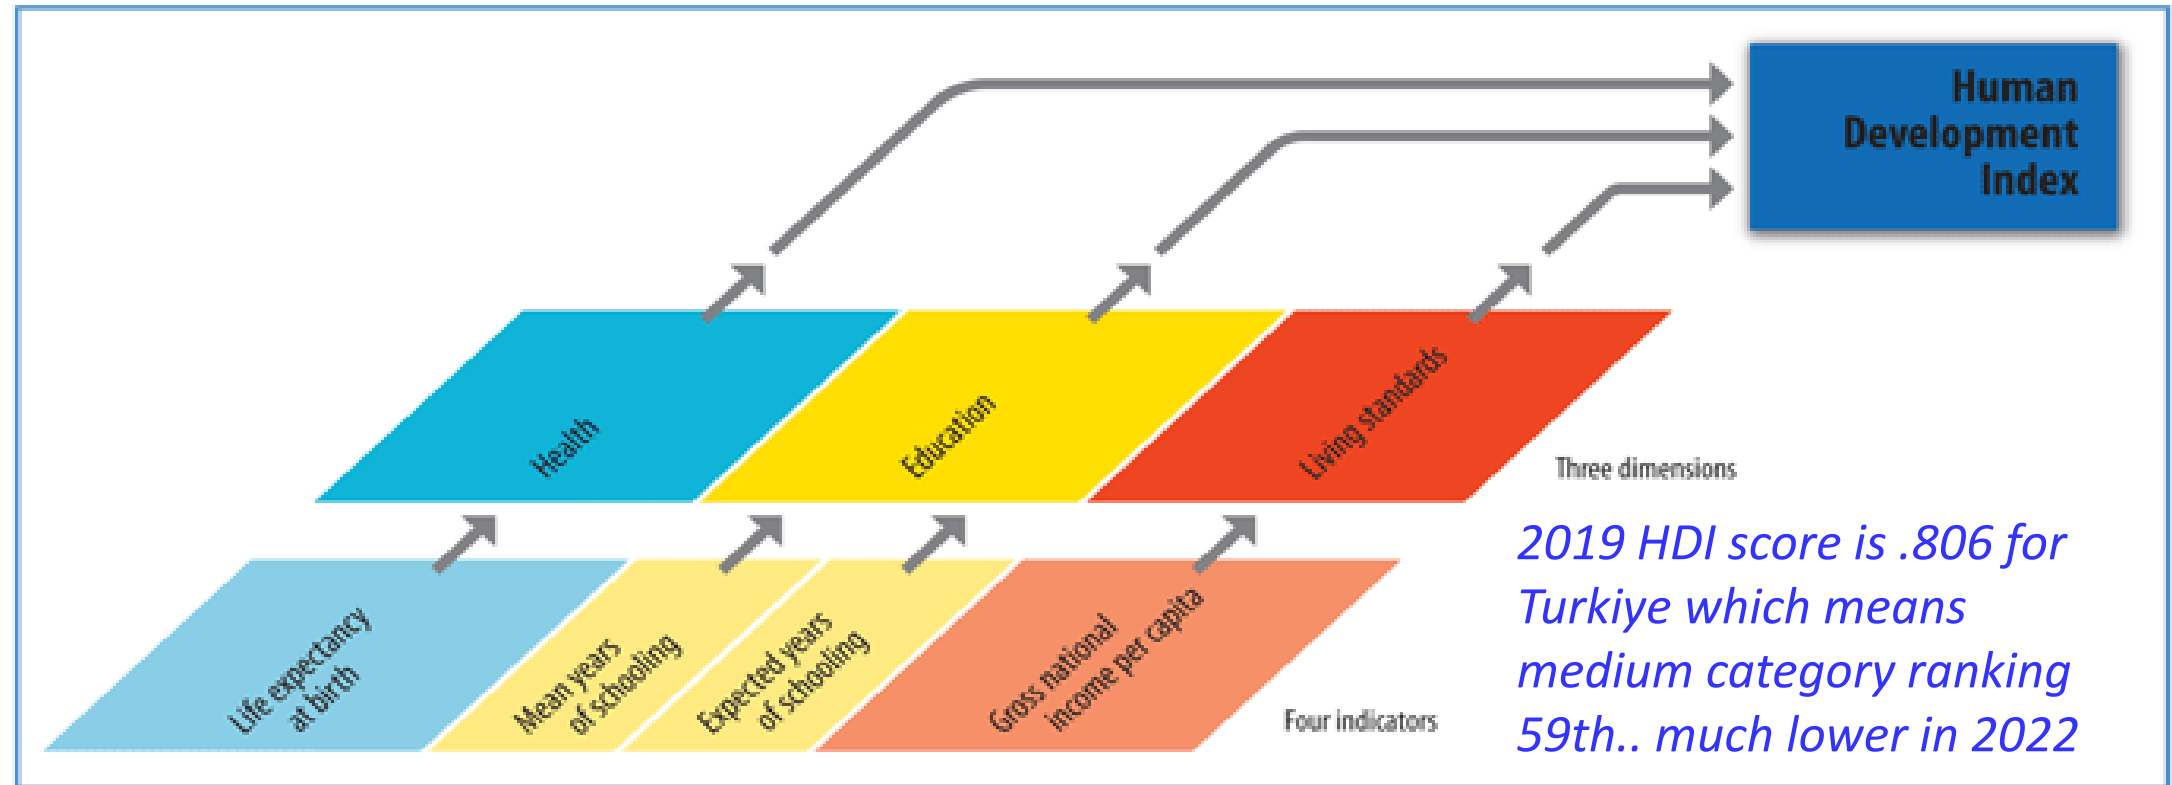 Human
Development
Index
Health
Education
Living standards
Three dimensions
Life expectancy
at birth
Mean years
of schooling
Expected years
of schooling
Gross national
income per capita
Four indicators
2019 HDI score is .806 for
Turkiye which means
medium category ranking
59th.. much lower in 2022